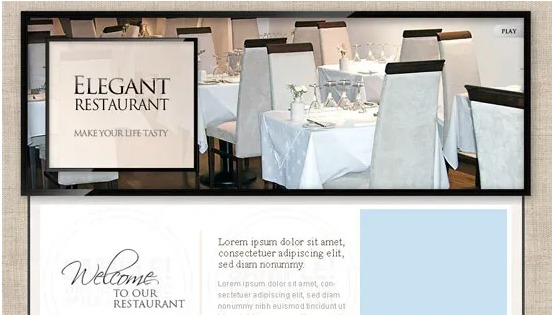 PLAY
ELEGANT
RESTAURANT
MAKE YOUR LIFE TASTY
Welcome
TO OUR
RESTAURANT
Lorem ipsum dolor sit amet,
consectetuer adipiscing elit,
sed diam nonummy.
Lorem ipsum dolor sit amet, con-
sectetuer adipiscing elit, sed diam
nonummy nibh euismod tincidunt ut